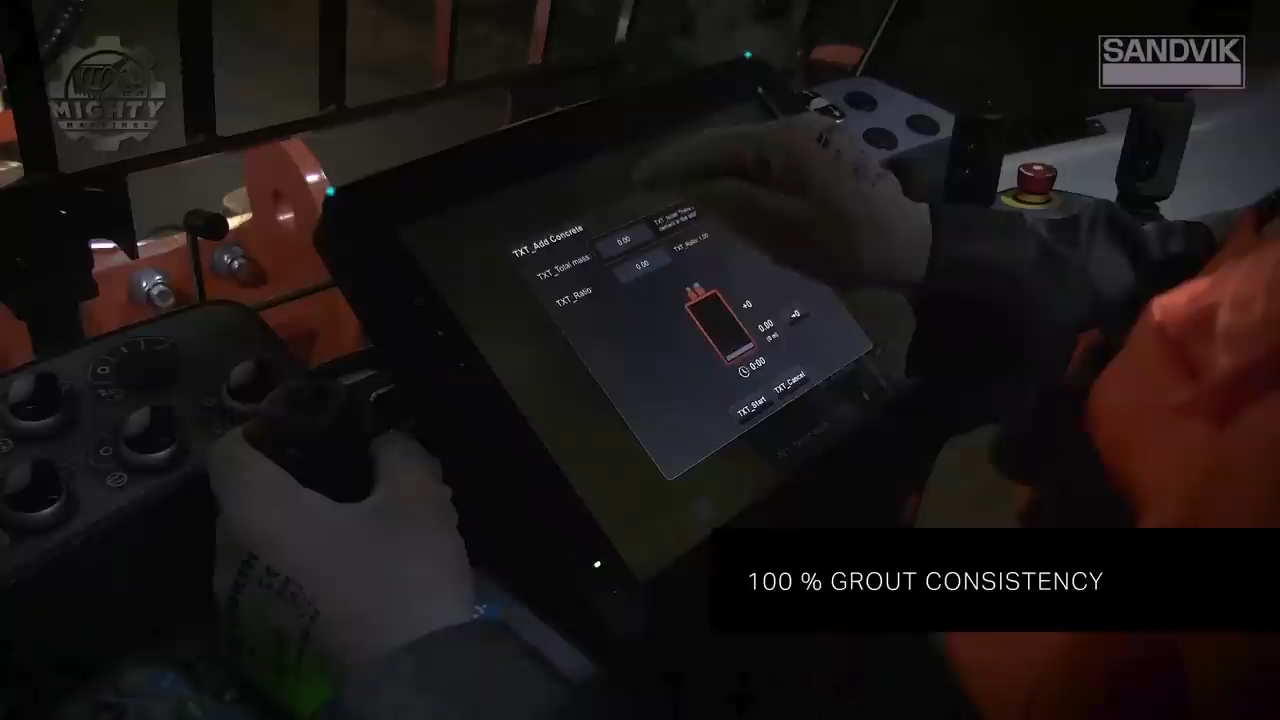 MIGHTY
MACHINES
SANDVIK
TXT_Add Concrete
TXT_Total mass:
0.00
TXT_Ratio:
0.00
TXT_Ratio 1.00
+0
0.00
+0
0:00
TXT_Start
TXT_Cancel
100 % GROUT CONSISTENCY